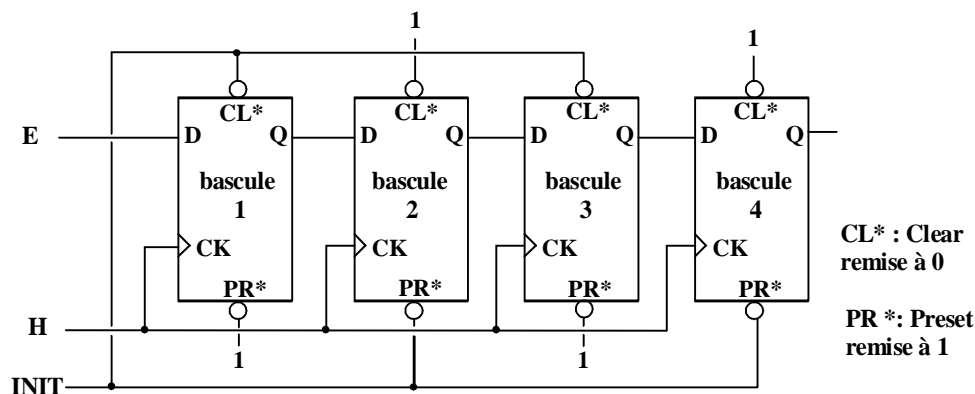 1
1
CL*
CL*
CL*
CL*
E
D
Q
D
Q
D
Q
D
Q
bascule
1
bascule
2
bascule
3
bascule
4
CK
CK
CK
CK
CL* : Clear
remise à 0
PR*
PR*
PR*
PR*
PR *: Preset
remise à 1
H
1
1
INIT